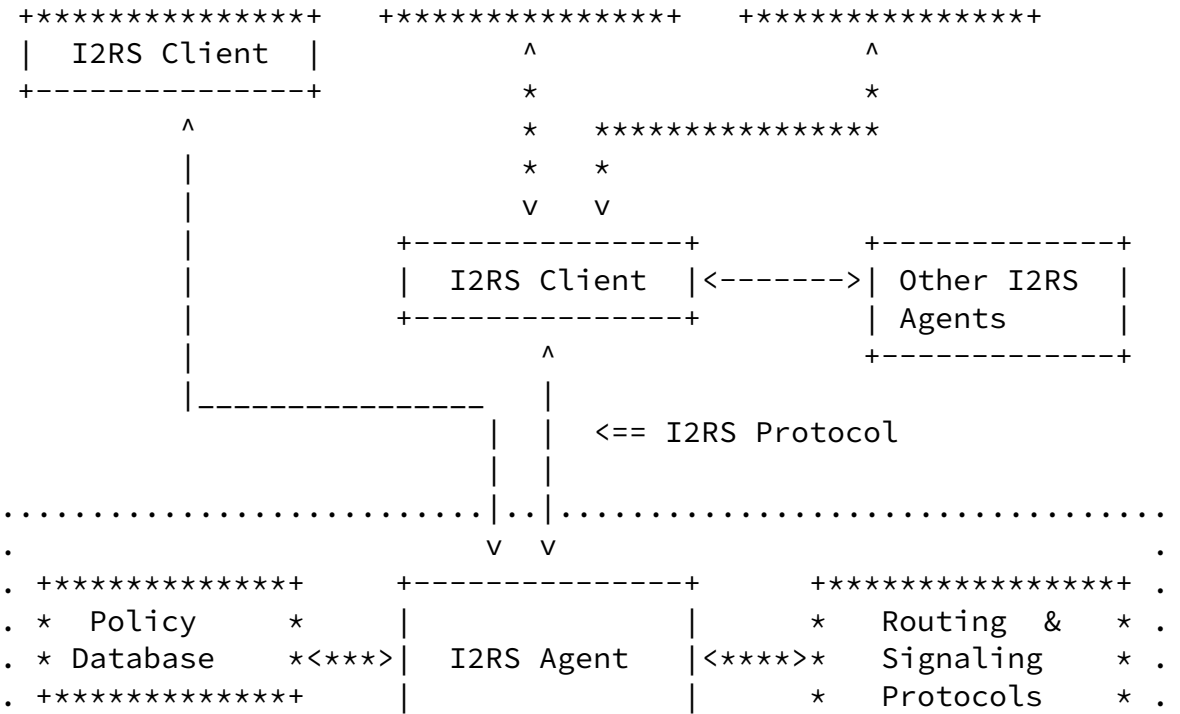 I2RS Client
I2RS Client
Other I2RS
Agents
<== I2RS Protocol
Policy
Routing &
Database
I2RS Agent
Signaling
Protocols